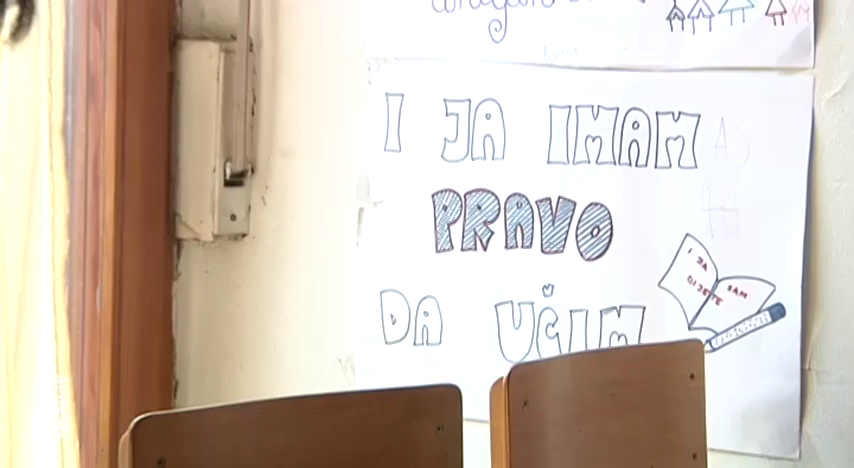 I JA IMAM
PRAVO
DA UČIM
I JA
DIJETE
SAM